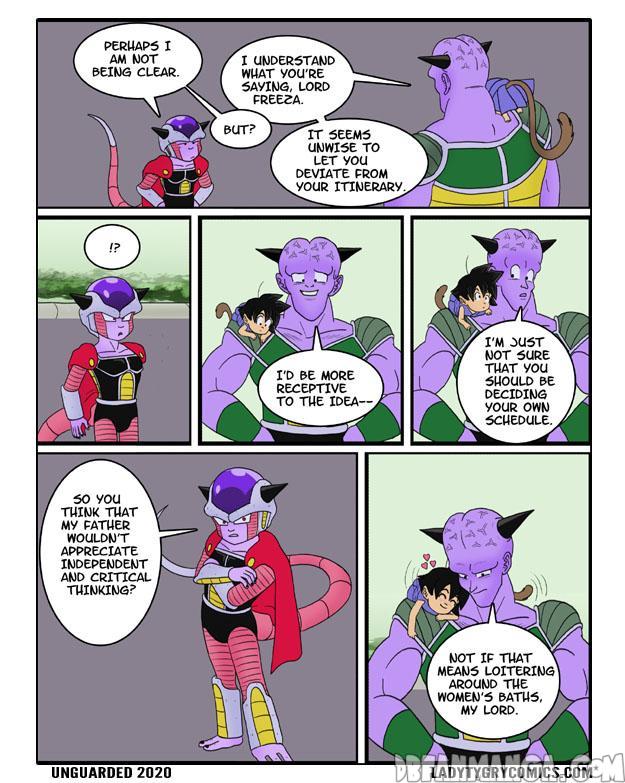 PERHAPS I
AM NOT
BEING CLEAR.
BUT?
I UNDERSTAND
WHAT YOU'RE
SAYING, LORD
FREEZA.
IT SEEMS
UNWISE TO
LET YOU
DEVIATE FROM
YOUR ITINERARY.
!?
I'D BE MORE
RECEPTIVE
TO THE IDEA--
I'M JUST
NOT SURE
THAT YOU
SHOULD BE
DECIDING
YOUR OWN
SCHEDULE.
SO YOU
THINK THAT
MY FATHER
WOULDN'T
APPRECIATE
INDEPENDENT
AND CRITICAL
THINKING?
NOT IF THAT
MEANS LOITERING
AROUND THE
WOMEN'S BATHS,
MY LORD.
UNGUARDED 2020
LADYTYGRYCOMICS.COM
DBFANMANGA.COM